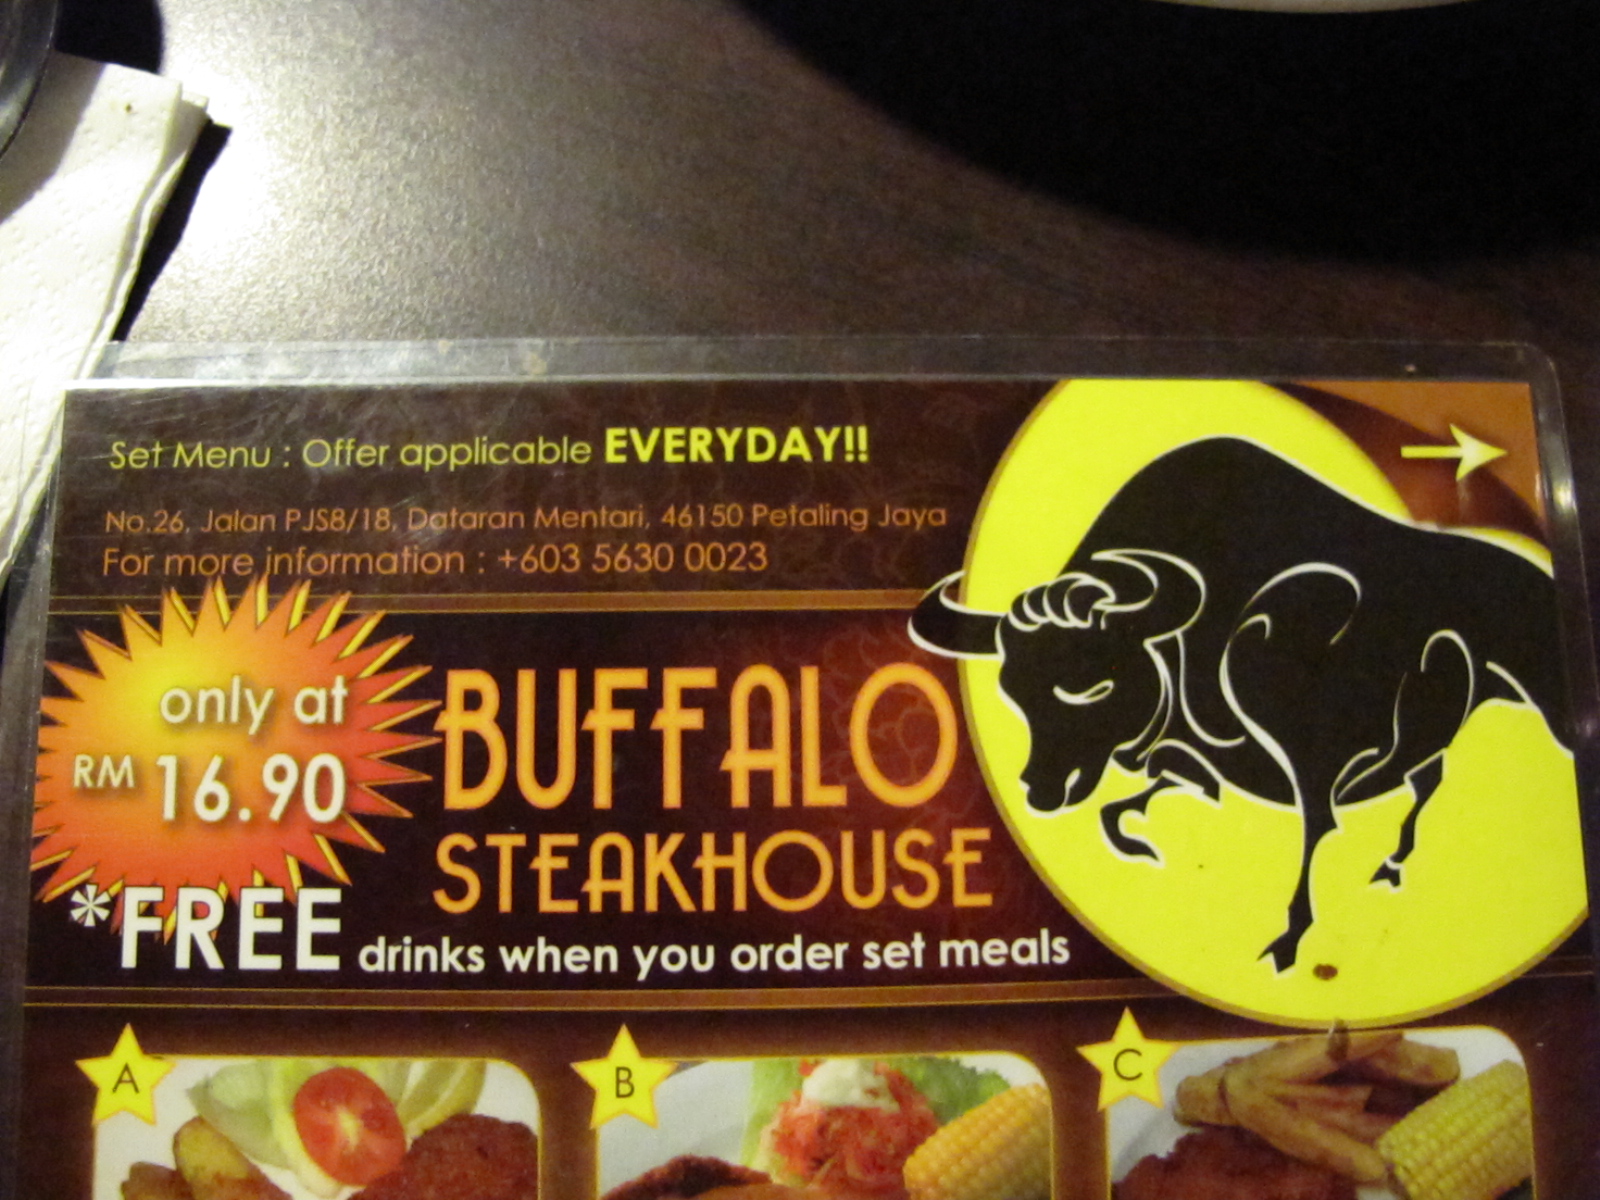 Set Menu : Offer applicable EVERYDAY!!
No.26, Jalan PJS8/18, Dataran Mentari, 46150 Petaling Jaya
For more information : +603 5630 0023
only at
RM 16.90
BUFFALO
STEAKHOUSE
*FREE drinks when you order set meals
A
B
C